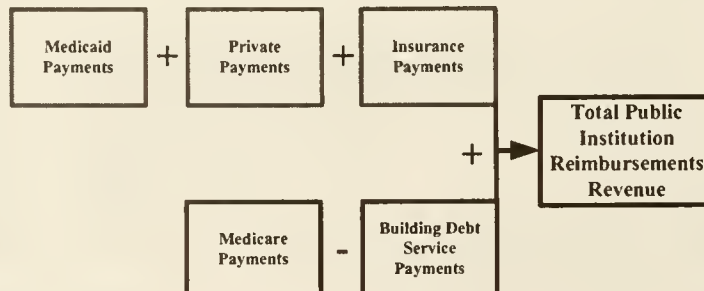 Medicaid
Payments
+
Private
Payments
+
Insurance
Payments
+
Total Public
Institution
Reimbursements
Revenue
Medicare
Payments
-
Building Debt
Service
Payments